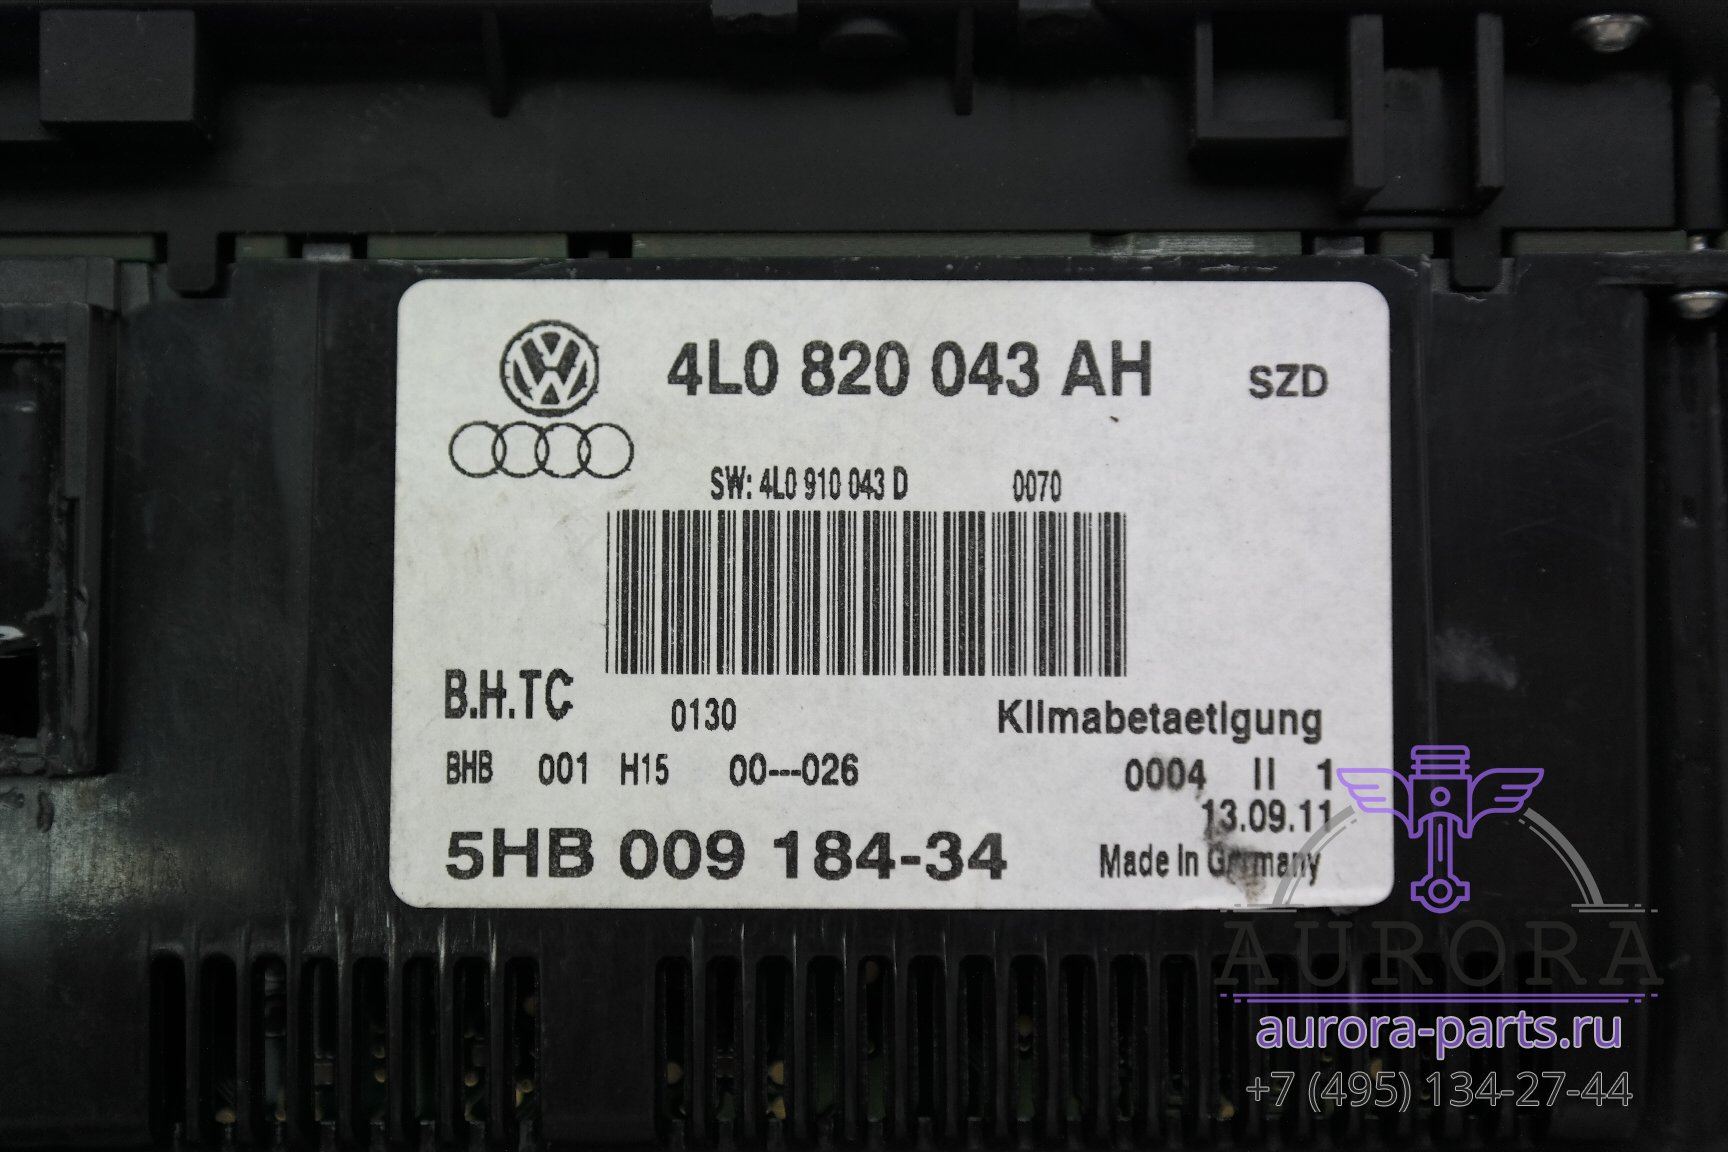 4L0 820 043 AH SZD
SW: 4L0 910 043 D 0070
B.H.TC 0130 Klimabetaetigung
BHB 001 H15 00---026 0004 II 1
13.09.11
5HB 009 184-34 Made in Germany
AURORA
aurora-parts.ru
+7 (495) 134-27-44